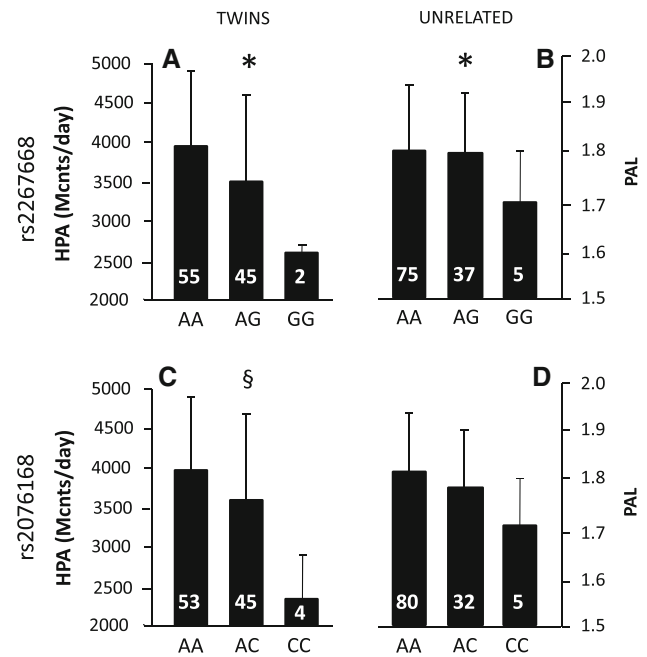 TWINS UNRELATED
A * * B
rs2267668
HPA (Mcnts/day)
5000
4500
4000
3500
3000
2500
2000
55 45 2
AA AG GG
75 37 5
AA AG GG
2.0
1.9
1.8
1.7
1.6
1.5
PAL
C § D
rs2076168
HPA (Mcnts/day)
5000
4500
4000
3500
3000
2500
2000
53 45 4
AA AC CC
80 32 5
AA AC CC
2.0
1.9
1.8
1.7
1.6
1.5
PAL